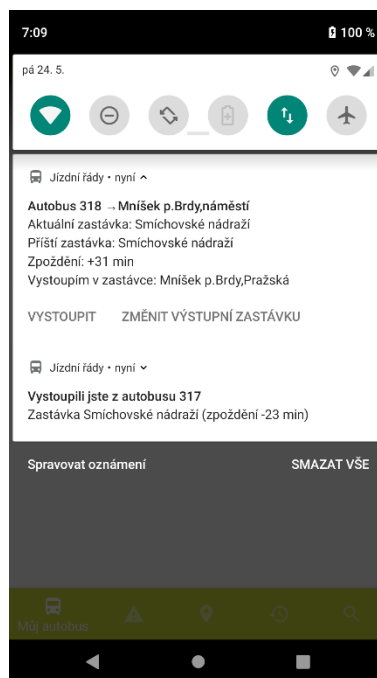 7:09 100 %
pá 24. 5.
Jízdní řády • nyní
Autobus 318 → Mníšek p.Brdy,náměstí
Aktuální zastávka: Smíchovské nádraží
Příští zastávka: Smíchovské nádraží
Zpoždění: +31 min
Vystoupím v zastávce: Mníšek p.Brdy,Pražská
VYSTOUPIT ZMĚNIT VÝSTUPNÍ ZASTÁVKU
Jízdní řády • nyní
Vystoupili jste z autobusu 317
Zastávka Smíchovské nádraží (zpoždění -23 min)
Spravovat oznámení SMAZAT VŠE
Můj autobus